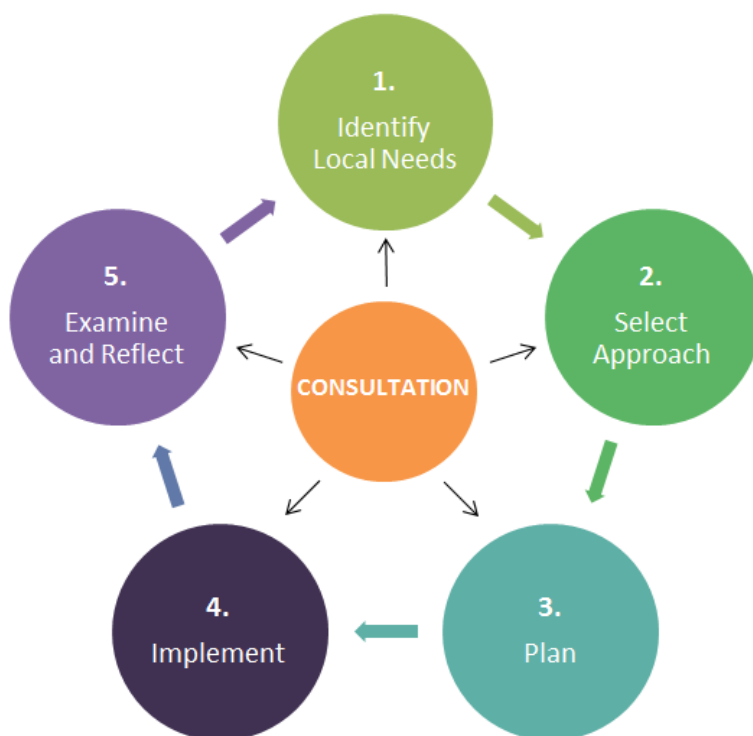 1.
Identify
Local Needs
2.
Select
Approach
3.
Plan
4.
Implement
5.
Examine
and Reflect
CONSULTATION